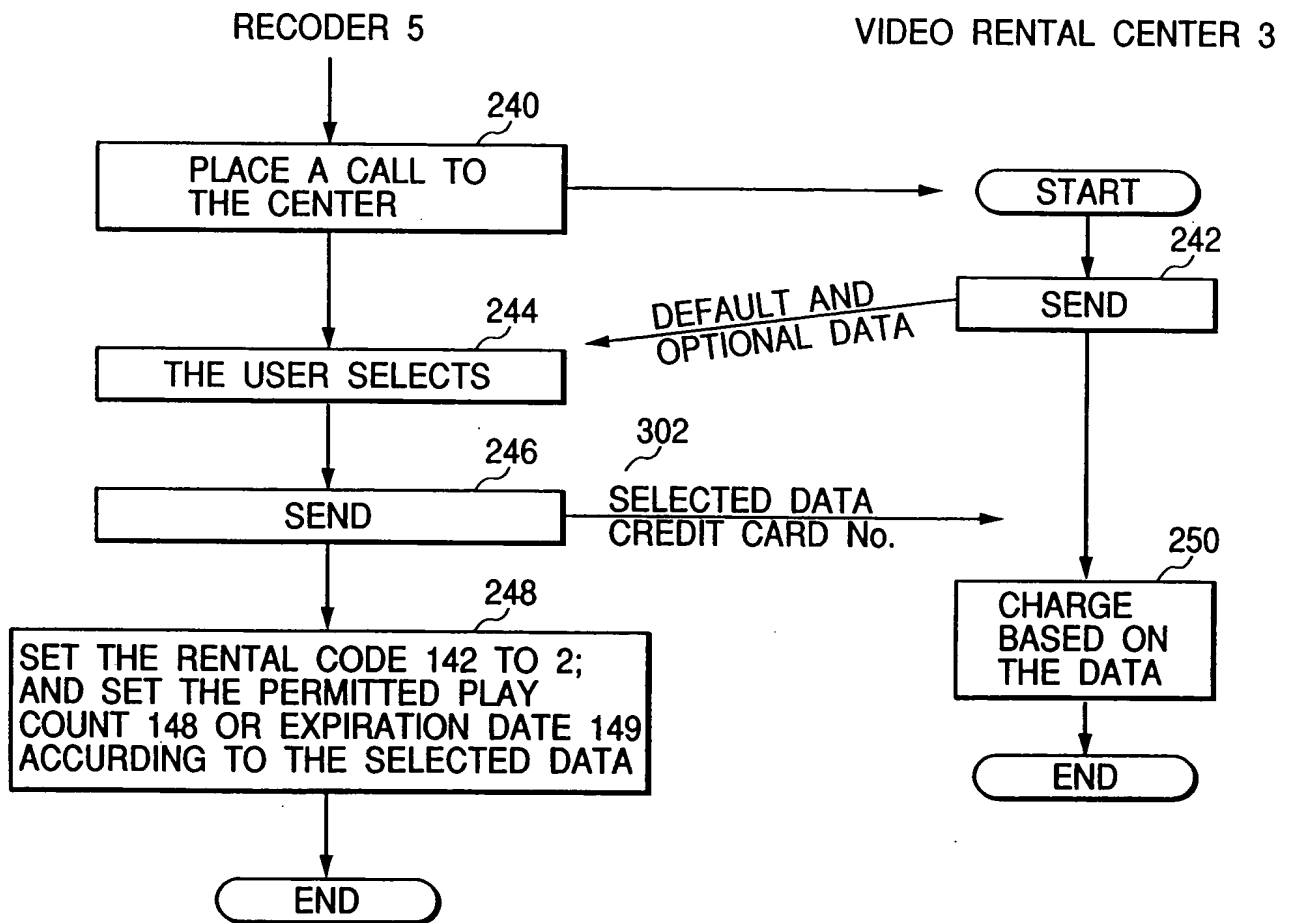 RECODER 5
VIDEO RENTAL CENTER 3
240
PLACE A CALL TO
THE CENTER
START
242
SEND
DEFAULT AND
OPTIONAL DATA
244
THE USER SELECTS
246
SEND
302
SELECTED DATA
CREDIT CARD No.
248
SET THE RENTAL CODE 142 TO 2;
AND SET THE PERMITTED PLAY
COUNT 148 OR EXPIRATION DATE 149
ACCURDING TO THE SELECTED DATA
250
CHARGE
BASED ON
THE DATA
END
END